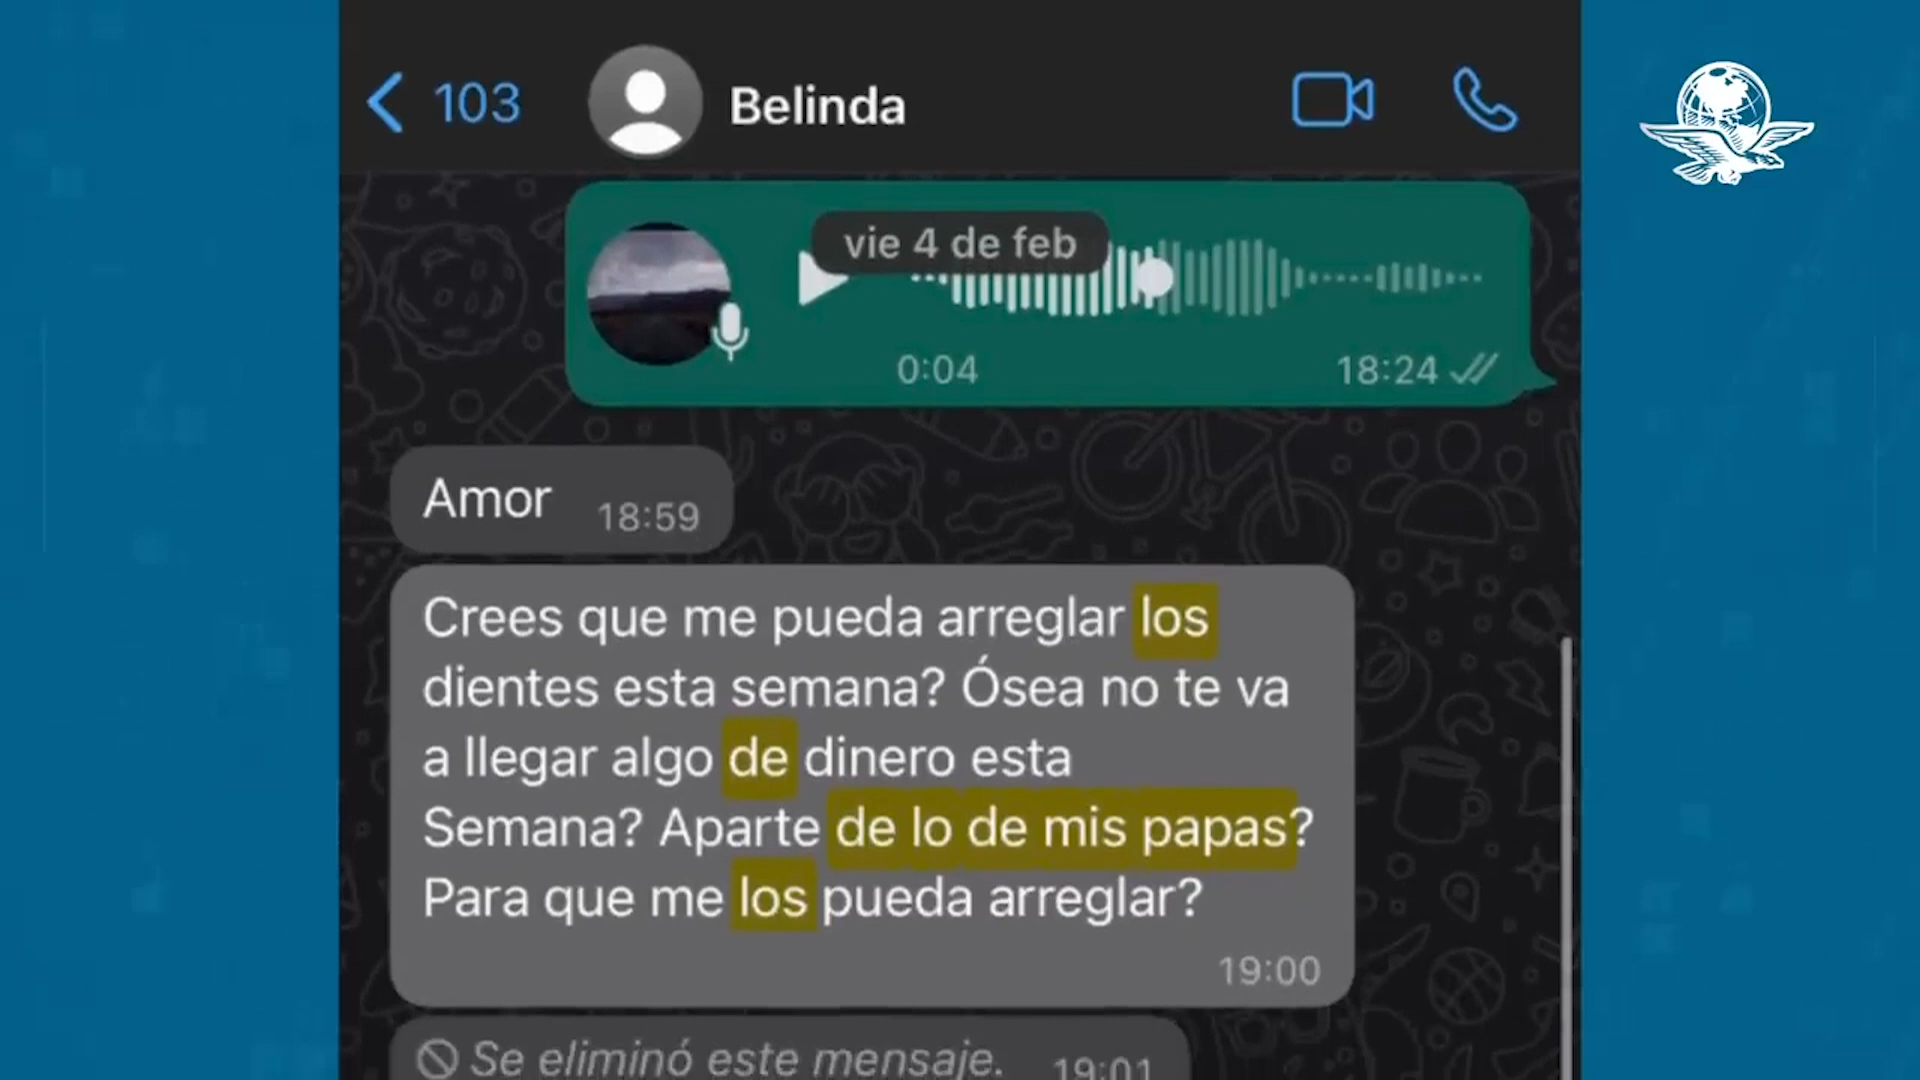 103
Belinda
vie 4 de feb
0:04
18:24
Amor
18:59
Crees que me pueda arreglar los
dientes esta semana? Ósea no te va
a llegar algo de dinero esta
Semana? Aparte de lo de mis papas?
Para que me los pueda arreglar?
19:00
Se eliminó este mensaje.
19:01